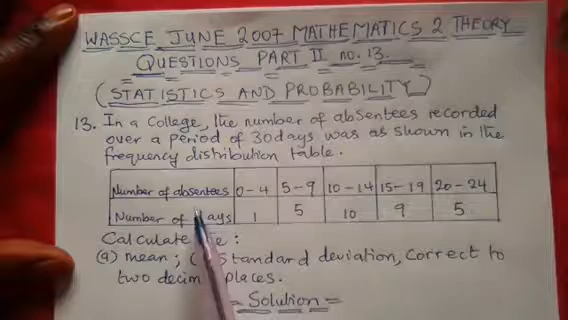 WASSCE JUNE 2007 MATHEMATICS 2 THEORY
QUESTIONS PART II no. 13.
(STATISTICS AND PROBABILITY)
13. In a College, the number of absentees recorded
over a period of 30 days was as shown in the
frequency distribution table.
Number of absentees 0-4 5-9 10-14 15-19 20-24
Number of days 1 5 10 9 5
Calculate the:
(a) mean; Standard deviation, correct to
two decimal places.
= Solution =